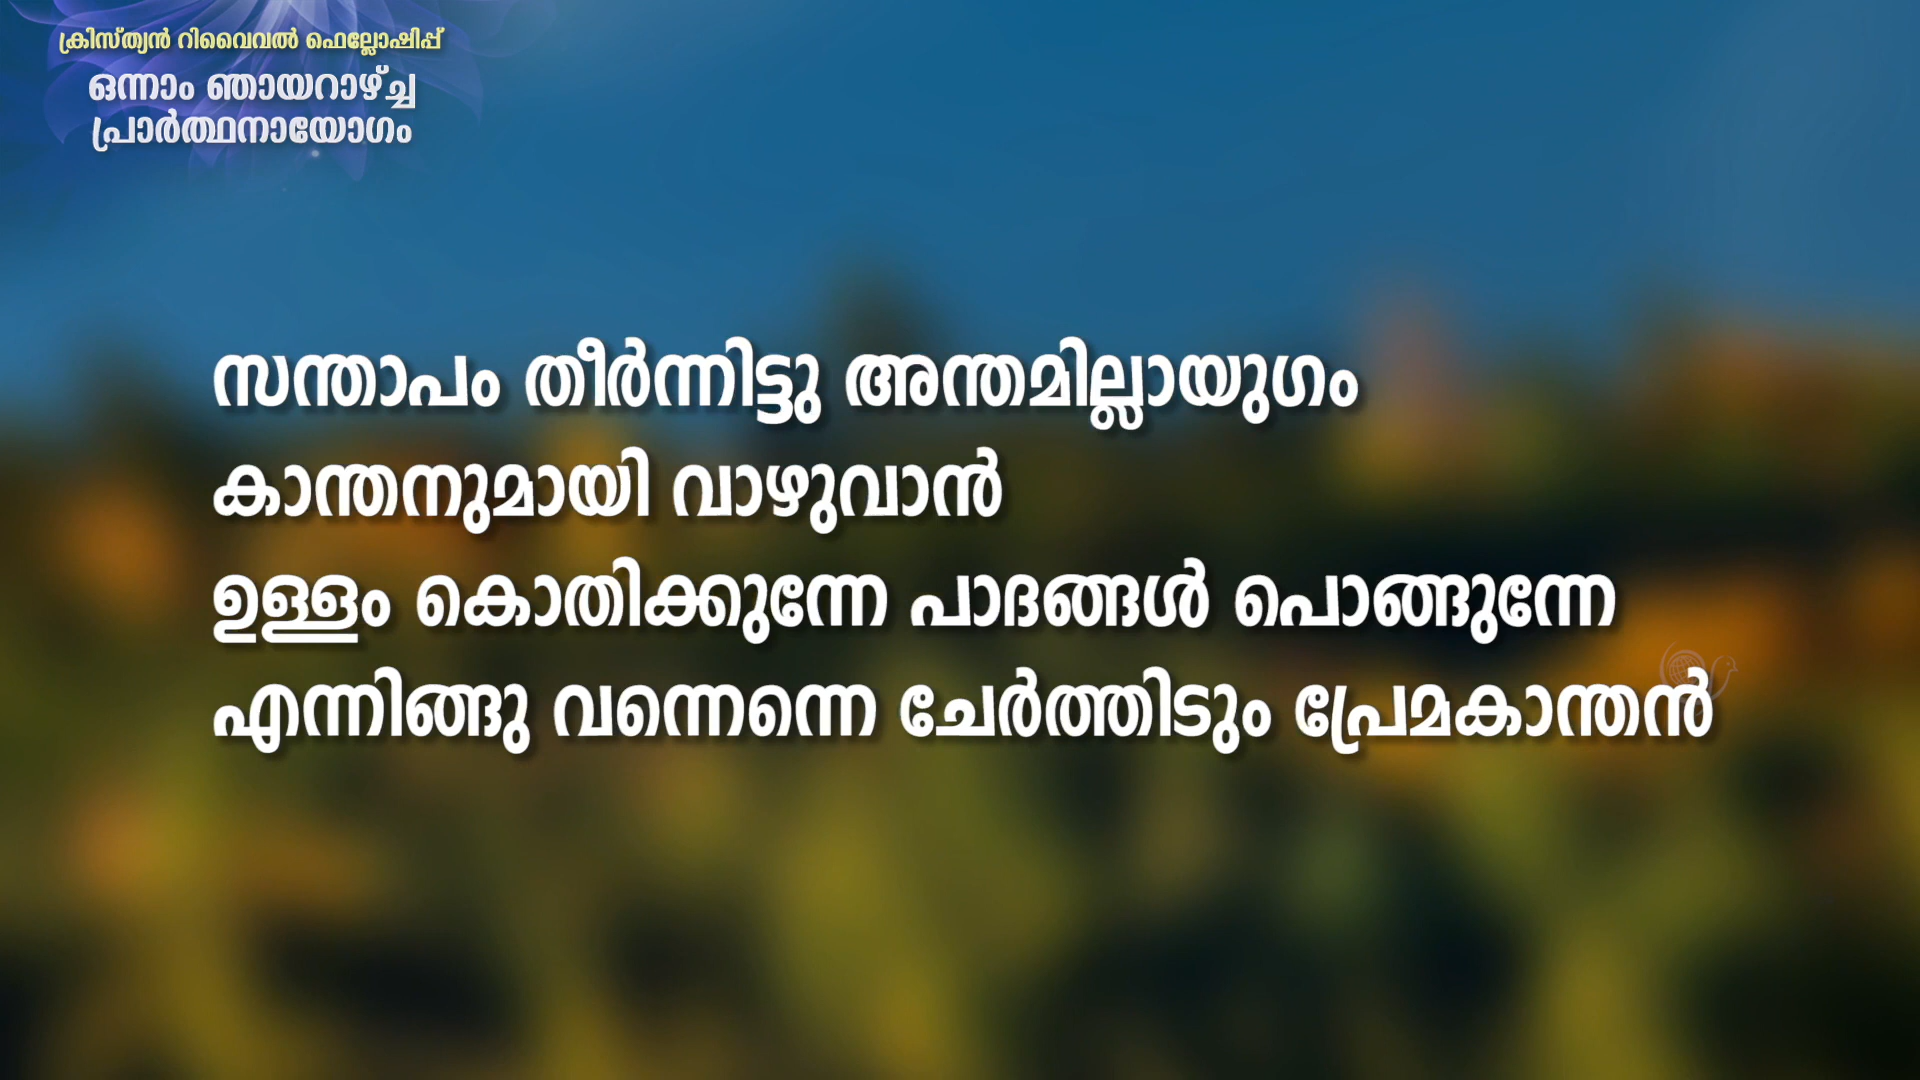 ക്രിസ്ത്യൻ റിവൈവൽ ഫെല്ലോഷിപ്പ്
ഒന്നാം ഞായറാഴ്ച്ച
പ്രാർത്ഥനായോഗം
സന്താപം തീർന്നിട്ടു അന്തമില്ലായുഗം
കാന്തനുമായി വാഴുവാൻ
ഉള്ളം കൊതിക്കുന്നേ പാദങ്ങൾ പൊങ്ങുന്നേ
എന്നിങ്ങു വന്നെന്നെ ചേർത്തിടും പ്രേമകാന്തൻ